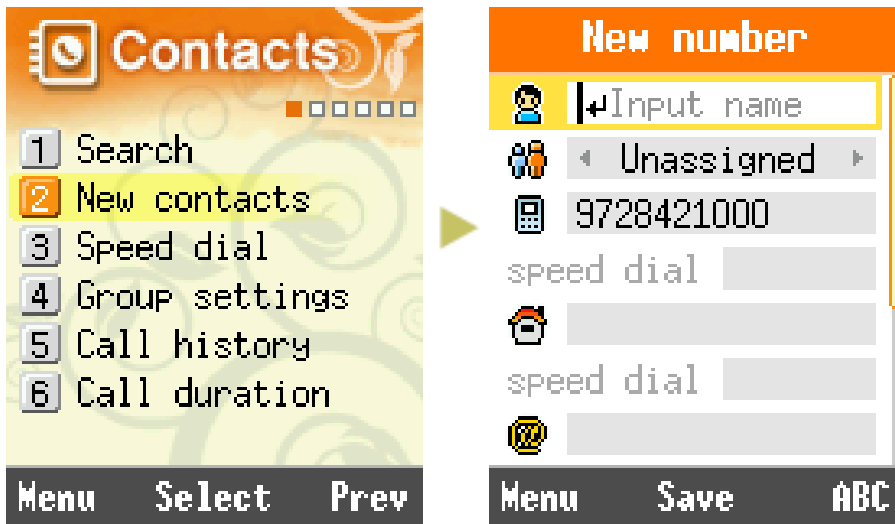 Contacts
1 Search
2 New contacts
3 Speed dial
4 Group settings
5 Call history
6 Call duration
Menu Select Prev
New number
Input name
Unassigned
9728421000
speed dial
speed dial
@
Menu Save ABC